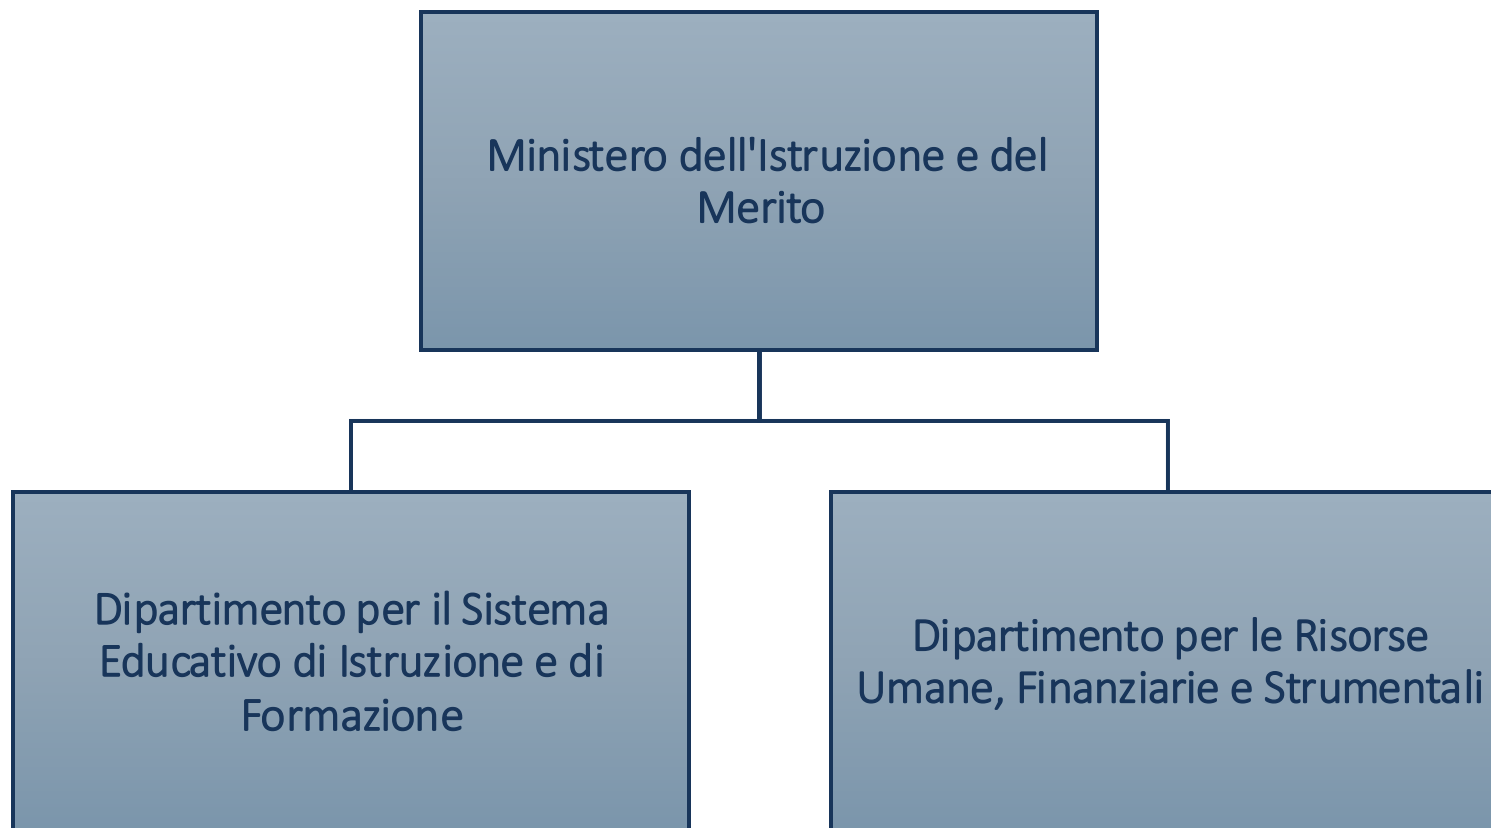 Ministero dell'Istruzione e del
Merito
Dipartimento per il Sistema
Educativo di Istruzione e di
Formazione
Dipartimento per le Risorse
Umane, Finanziarie e Strumentali